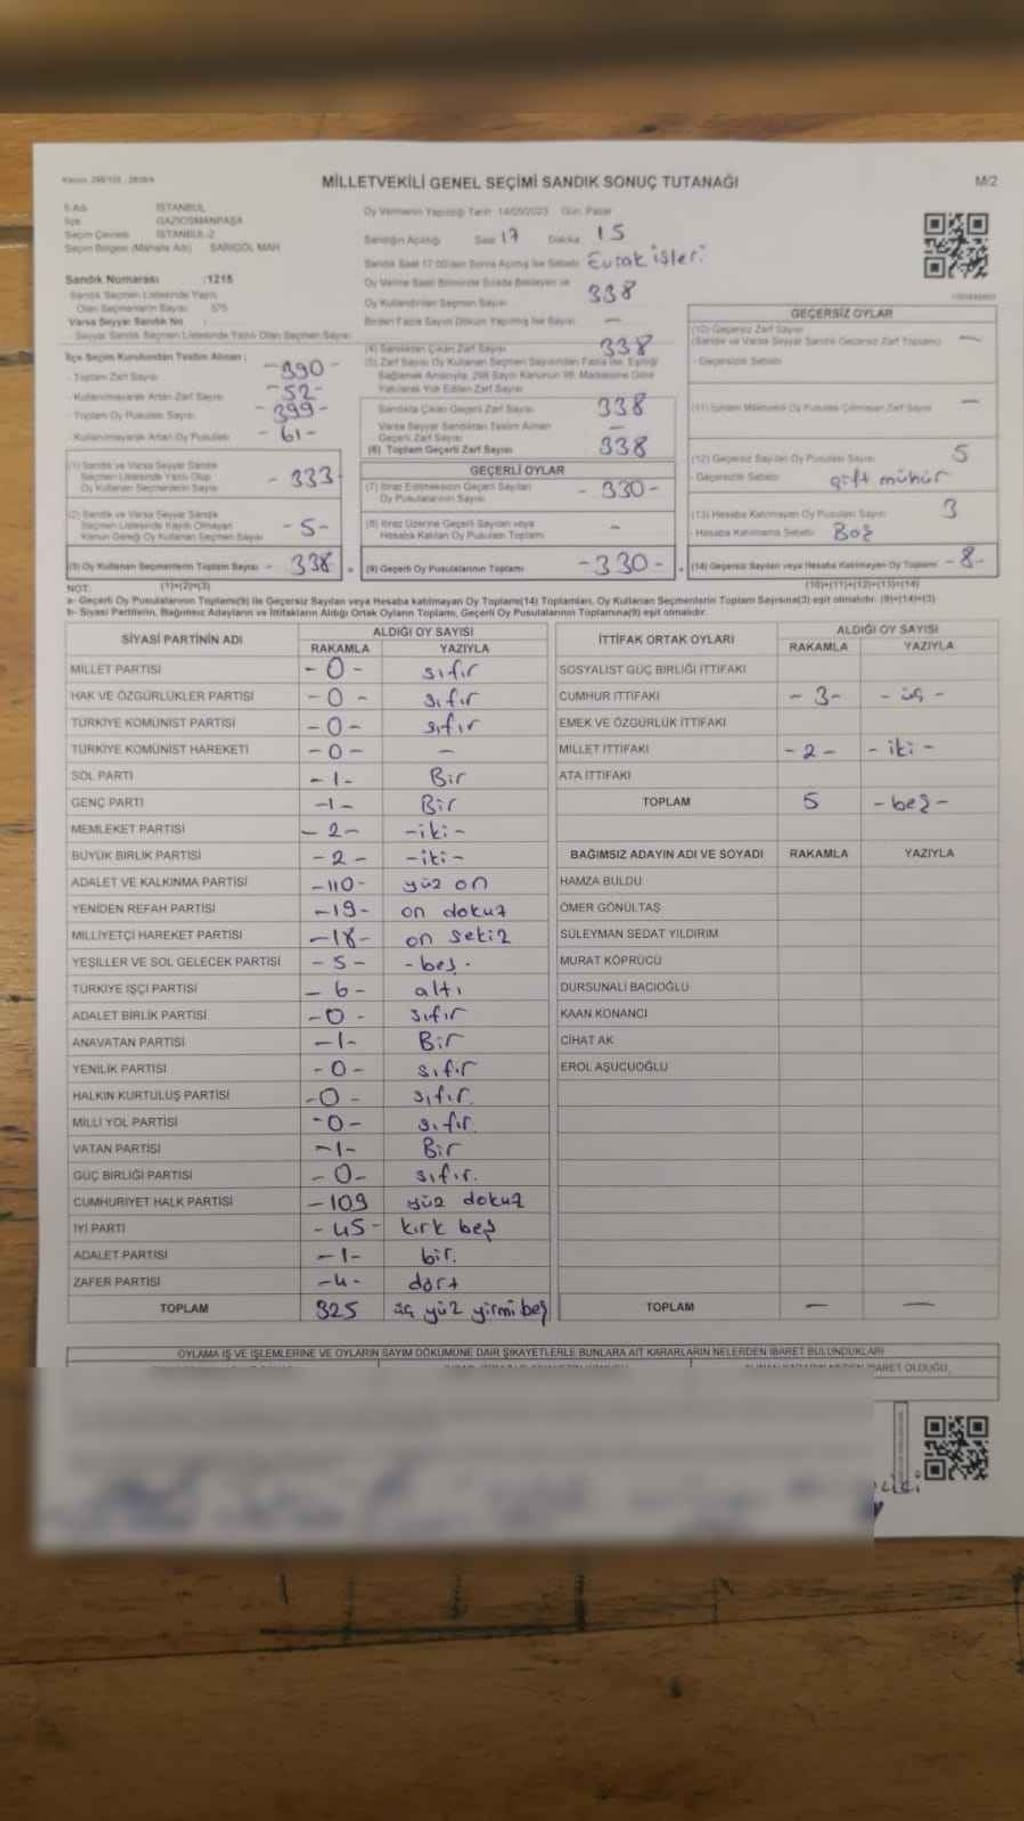 MİLLETVEKİLİ GENEL SEÇİMİ SANDIK SONUÇ TUTANAĞI
M/2
İli Adı İSTANBUL
İlçe GAZİOSMANPAŞA
Seçim Çevresi İSTANBUL-2
Seçim Bölgesi (Mahalle Adı) SARIGÖL MAH
Oy Vermenin Yapıldığı Tarih 14/05/2023 Gün Pazar
Sandığın Açıldığı Saat 17 Dakika 15
Sandık Saat 17:00'dan Sonra Açılmış İse Sebebi Evrak işleri
Sandık Numarası :1215
Sandık Seçmen Listesinde Yazılı
Olan Seçmenlerin Sayısı
Varsa Seyyar Sandık No
Seyyar Sandık Seçmen Listesinde Yazılı Olan Seçmen Sayısı
Oy Kullandırılan Seçmen Sayısı 338
Birden Fazla Sayım Döküm Yapılmış İse Sayısı —
İlçe Seçim Kurulundan Teslim Alınan :
Toplam Zarf Sayısı -390-
Kullanılmayarak Artan Zarf Sayısı -52-
Toplam Oy Pusulası Sayısı -399-
Kullanılmayarak Artan Oy Pusulası -61-
(1) Sandık ve Varsa Seyyar Sandık
Seçmen Listesinde Yazılı Olup
Oy Kullanan Seçmenlerin Sayısı - 333
(2) Sandık ve Varsa Seyyar Sandık
Seçmen Listesinde Kayıtlı Olmayan
Kanun Gereği Oy Kullanan Seçmen Sayısı -5-
(3) Oy Kullanan Seçmenlerin Toplam Sayısı - 338
(4) Sandıktan Çıkan Zarf Sayısı 338
(5) Zarf Sayısı Oy Kullanan Seçmen Sayısından Fazla İse, Eşitliği
Sağlamak Amacıyla, 298 Sayılı Kanunun 98. Maddesine Göre
Yakılarak Yok Edilen Zarf Sayısı
Sandıkta Çıkan Geçerli Zarf Sayısı 338
Varsa Seyyar Sandıktan Teslim Alınan
Geçerli Zarf Sayısı —
(6) Toplam Geçerli Zarf Sayısı 338
GEÇERLİ OYLAR
(7) İtiraz Edilmeksizin Geçerli Sayılan
Oy Pusulalarının Sayısı - 330-
(8) İtiraz Üzerine Geçerli Sayılan veya
Hesaba Katılan Oy Pusulası Toplamı -
(9) Geçerli Oy Pusulalarının Toplamı -330-
GEÇERSİZ OYLAR
(10) Geçersiz Zarf Sayısı
(Sandık ve Varsa Seyyar Sandık Geçersiz Zarf Toplamı) —
(12) Geçersiz Sayılan Oy Pusulası Sayısı 5
Geçersizlik Sebebi çift mühür
(13) Hesaba Katılmayan Oy Pusulası Sayısı 3
Hesaba Katılmama Sebebi Boş
(14) Geçersiz Sayılan veya Hesaba Katılmayan Oy Toplamı -8-
NOT: (1)+(2)=(3) (10)+(11)+(12)+(13)=(14)
a- Geçerli Oy Pusulalarının Toplamı(9) ile Geçersiz Sayılan veya Hesaba katılmayan Oy Toplamı(14) Toplamları, Oy Kullanan Seçmenlerin Toplam Sayısına(3) eşit olmalıdır. (9)+(14)=(3)
b- Siyasi Partilerin, Bağımsız Adayların ve İttifakların Aldığı Ortak Oyların Toplamı, Geçerli Oy Pusulalarının Toplamına(9) eşit olmalıdır.
SİYASİ PARTİNİN ADI ALDIĞI OY SAYISI
RAKAMLA YAZIYLA
MİLLET PARTİSİ -0- sıfır
HAK VE ÖZGÜRLÜKLER PARTİSİ -0- sıfır
TÜRKİYE KOMÜNİST PARTİSİ -0- sıfır
TÜRKİYE KOMÜNİST HAREKETİ -0- —
SOL PARTİ -1- Bir
GENÇ PARTİ -1- Bir
MEMLEKET PARTİSİ -2- -iki-
BÜYÜK BİRLİK PARTİSİ -2- -iki-
ADALET VE KALKINMA PARTİSİ -110- yüz on
YENİDEN REFAH PARTİSİ -19- on dokuz
MİLLİYETÇİ HAREKET PARTİSİ -18- on sekiz
YEŞİLLER VE SOL GELECEK PARTİSİ -5- -beş-
TÜRKİYE İŞÇİ PARTİSİ -6- altı
ADALET BİRLİK PARTİSİ -0- sıfır
ANAVATAN PARTİSİ -1- Bir
YENİLİK PARTİSİ -0- sıfır
HALKIN KURTULUŞ PARTİSİ -0- sıfır.
MİLLİ YOL PARTİSİ -0- sıfır.
VATAN PARTİSİ -1- Bir
GÜÇ BİRLİĞİ PARTİSİ -0- sıfır.
CUMHURİYET HALK PARTİSİ -109 yüz dokuz
İYİ PARTİ -45- kırk beş
ADALET PARTİSİ -1- bir.
ZAFER PARTİSİ -4- dört
TOPLAM 325 üç yüz yirmi beş
İTTİFAK ORTAK OYLARI ALDIĞI OY SAYISI
RAKAMLA YAZIYLA
SOSYALİST GÜÇ BİRLİĞİ İTTİFAKI
CUMHUR İTTİFAKI -3- -üç-
EMEK VE ÖZGÜRLÜK İTTİFAKI
MİLLET İTTİFAKI -2- -iki-
ATA İTTİFAKI
TOPLAM 5 -beş-
BAĞIMSIZ ADAYIN ADI VE SOYADI RAKAMLA YAZIYLA
HAMZA BULDU
ÖMER GÖNÜLTAŞ
SÜLEYMAN SEDAT YILDIRIM
MURAT KÖPRÜCÜ
DURSUNALİ BACIOĞLU
KAAN KONANCI
CİHAT AK
EROL AŞUCUOĞLU
TOPLAM — —
OYLAMA İŞ VE İŞLEMLERİNE VE OYLARIN SAYIM DÖKÜMÜNE DAİR ŞİKAYETLERLE BUNLARA AİT KARARLARIN NELERDEN İBARET BULUNDUKLARI